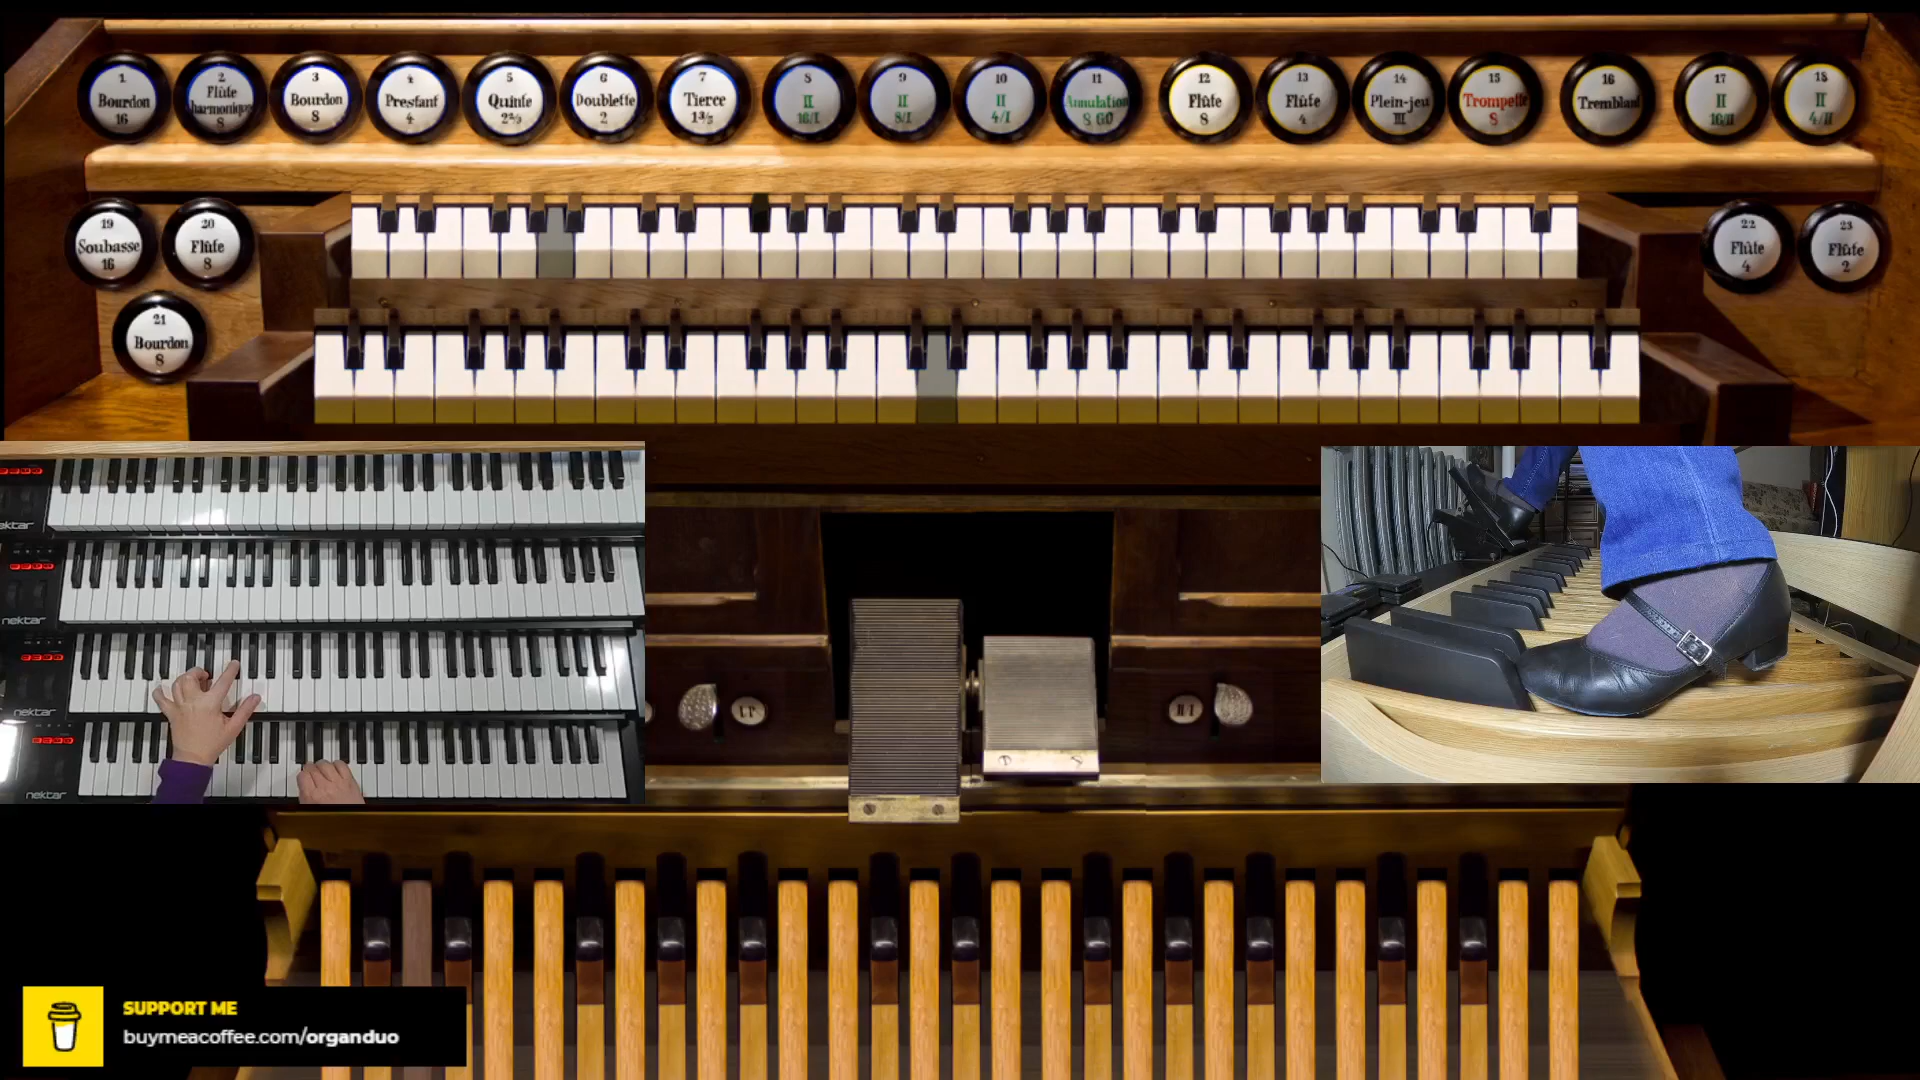 1
Bourdon
16
2
Flûte
harmonique
8
3
Bourdon
8
4
Prestant
4
5
Quinte
2⅔
6
Doublette
2
7
Tierce
1⅗
8
II
16/I
9
II
8/I
10
II
4/I
11
Annulation
8 GO
12
Flûte
8
13
Flûte
4
14
Plein-jeu
III
15
Trompette
8
16
Tremblant
17
II
16/II
18
II
4/II
19
Soubasse
16
20
Flûte
8
21
Bourdon
8
22
Flûte
4
23
Flûte
2
nektar
nektar
nektar
nektar
SUPPORT ME
buymeacoffee.com/organduo